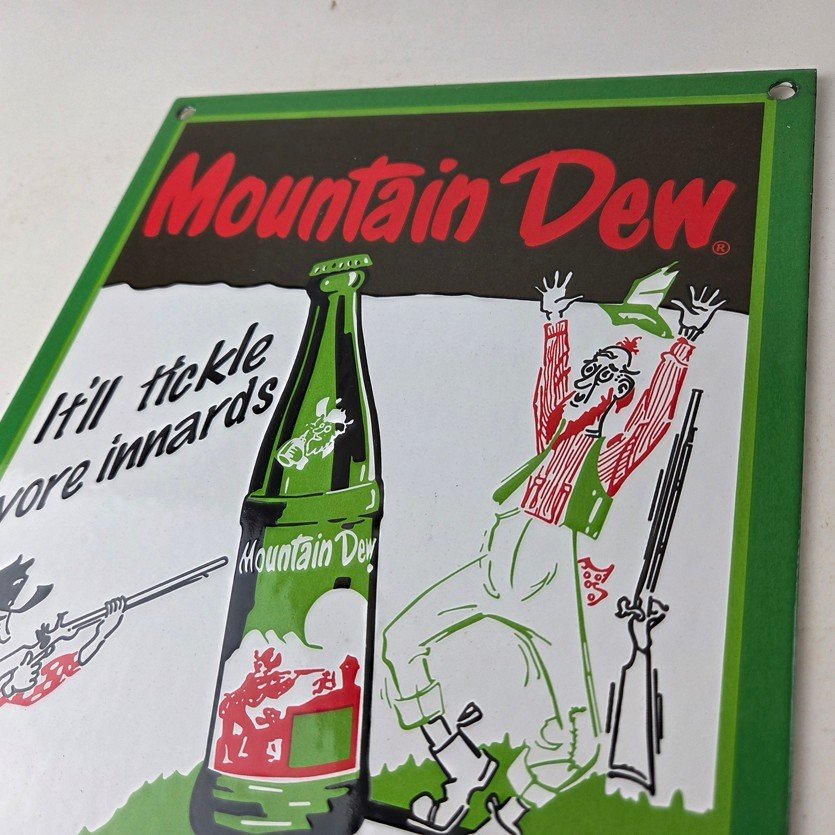 Mountain Dew®
It'll tickle
yore innards
Mountain Dew